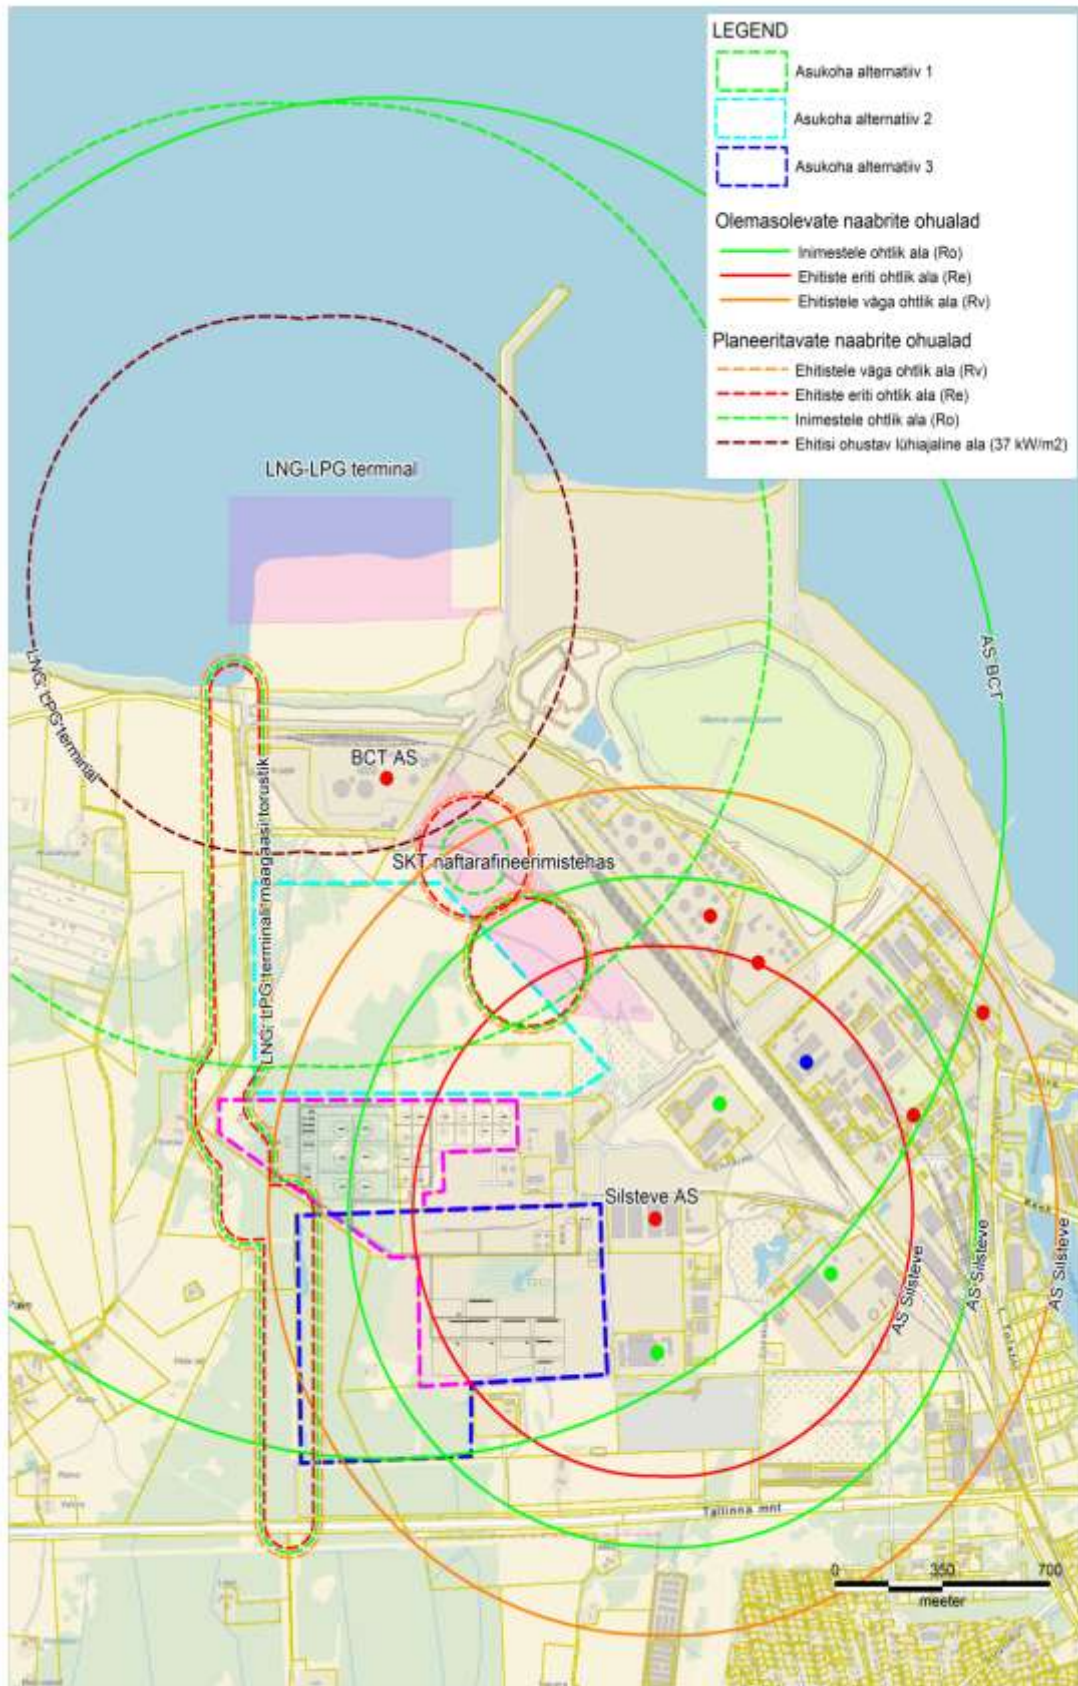 LEGEND
Asukoha alternatiiv 1
Asukoha alternatiiv 2
Asukoha alternatiiv 3
Olemasolevate naabrite ohualad
Inimestele ohtlik ala (Ro)
Ehitiste eriti ohtlik ala (Re)
Ehitistele väga ohtlik ala (Rv)
Planeeritavate naabrite ohualad
Ehitistele väga ohtlik ala (Rv)
Ehitiste eriti ohtlik ala (Re)
Inimestele ohtlik ala (Ro)
Ehitisi ohustav lühiajaline ala (37 kW/m2)
LNG-LPG terminal
LNG; LPG terminal
AS BCT
BCT AS
LNG; LPG terminal maagaasi torustik
SKT naftarafineerimistehas
Silsteve AS
AS Silsteve
AS Silsteve
AS Silsteve
Tallinna mnt
0 350 700
meeter